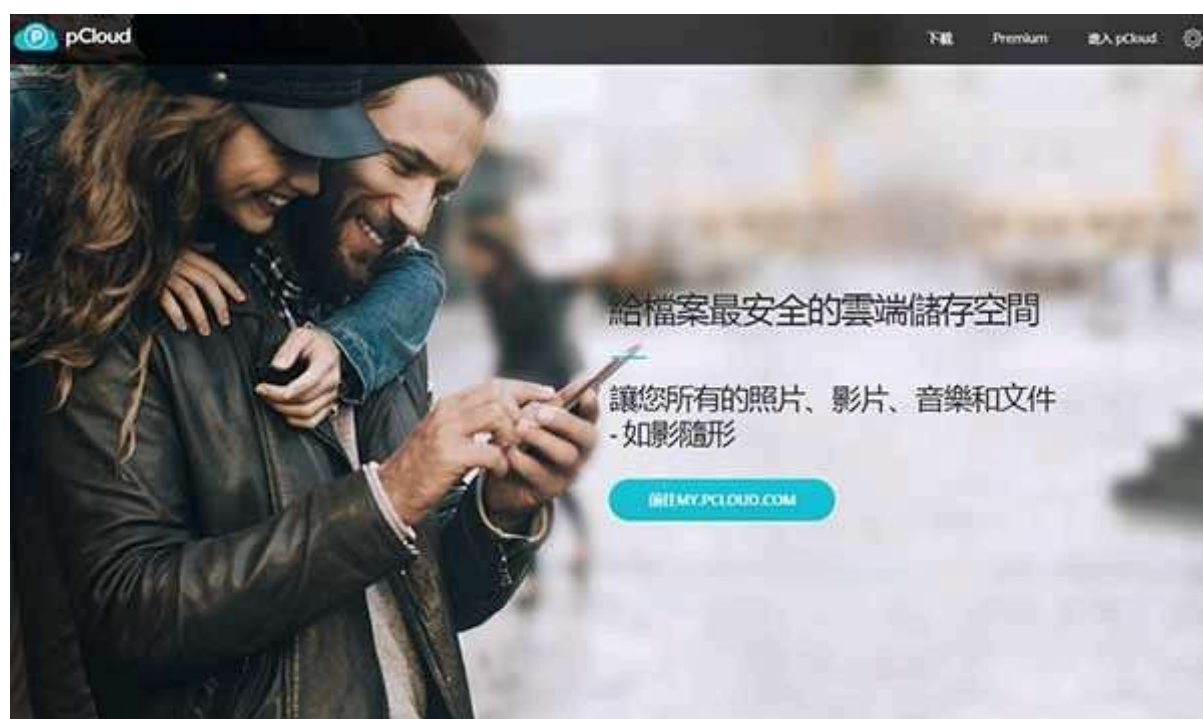 pCloud
下載
Premium
進入 pCloud
給檔案最安全的雲端儲存空間
讓您所有的照片、影片、音樂和文件
- 如影隨形
前往MY.PCLOUD.COM